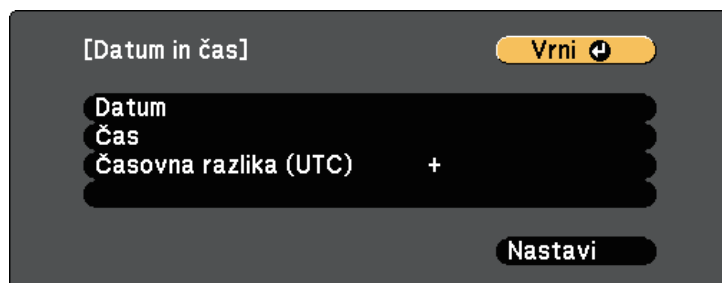 [Datum in čas] Vrni
Datum
Čas
Časovna razlika (UTC) +
Nastavi